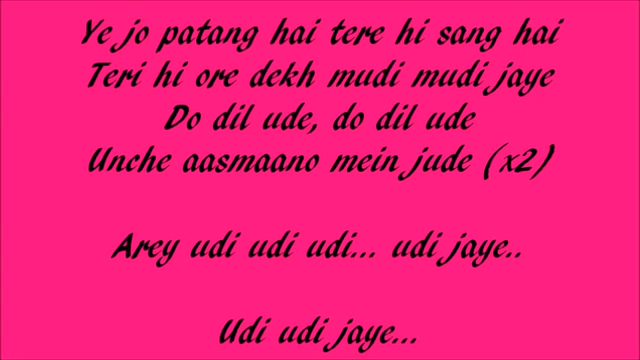 Ye jo patang hai tere hi sang hai
Teri hi ore dekh mudi mudi jaye
Do dil ude, do dil ude
Unche aasmaano mein jude (x2)
Arey udi udi udi... udi jaye..
Udi udi jaye...